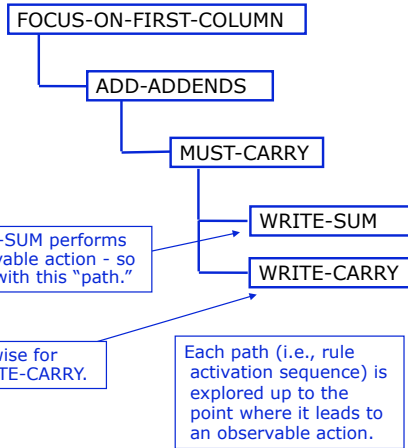 FOCUS-ON-FIRST-COLUMN
ADD-ADDENDS
MUST-CARRY
WRITE-SUM
-SUM performs
vable action - so
with this “path.”
WRITE-CARRY
wise for
TE-CARRY.
Each path (i.e., rule
activation sequence) is
explored up to the
point where it leads to
an observable action.